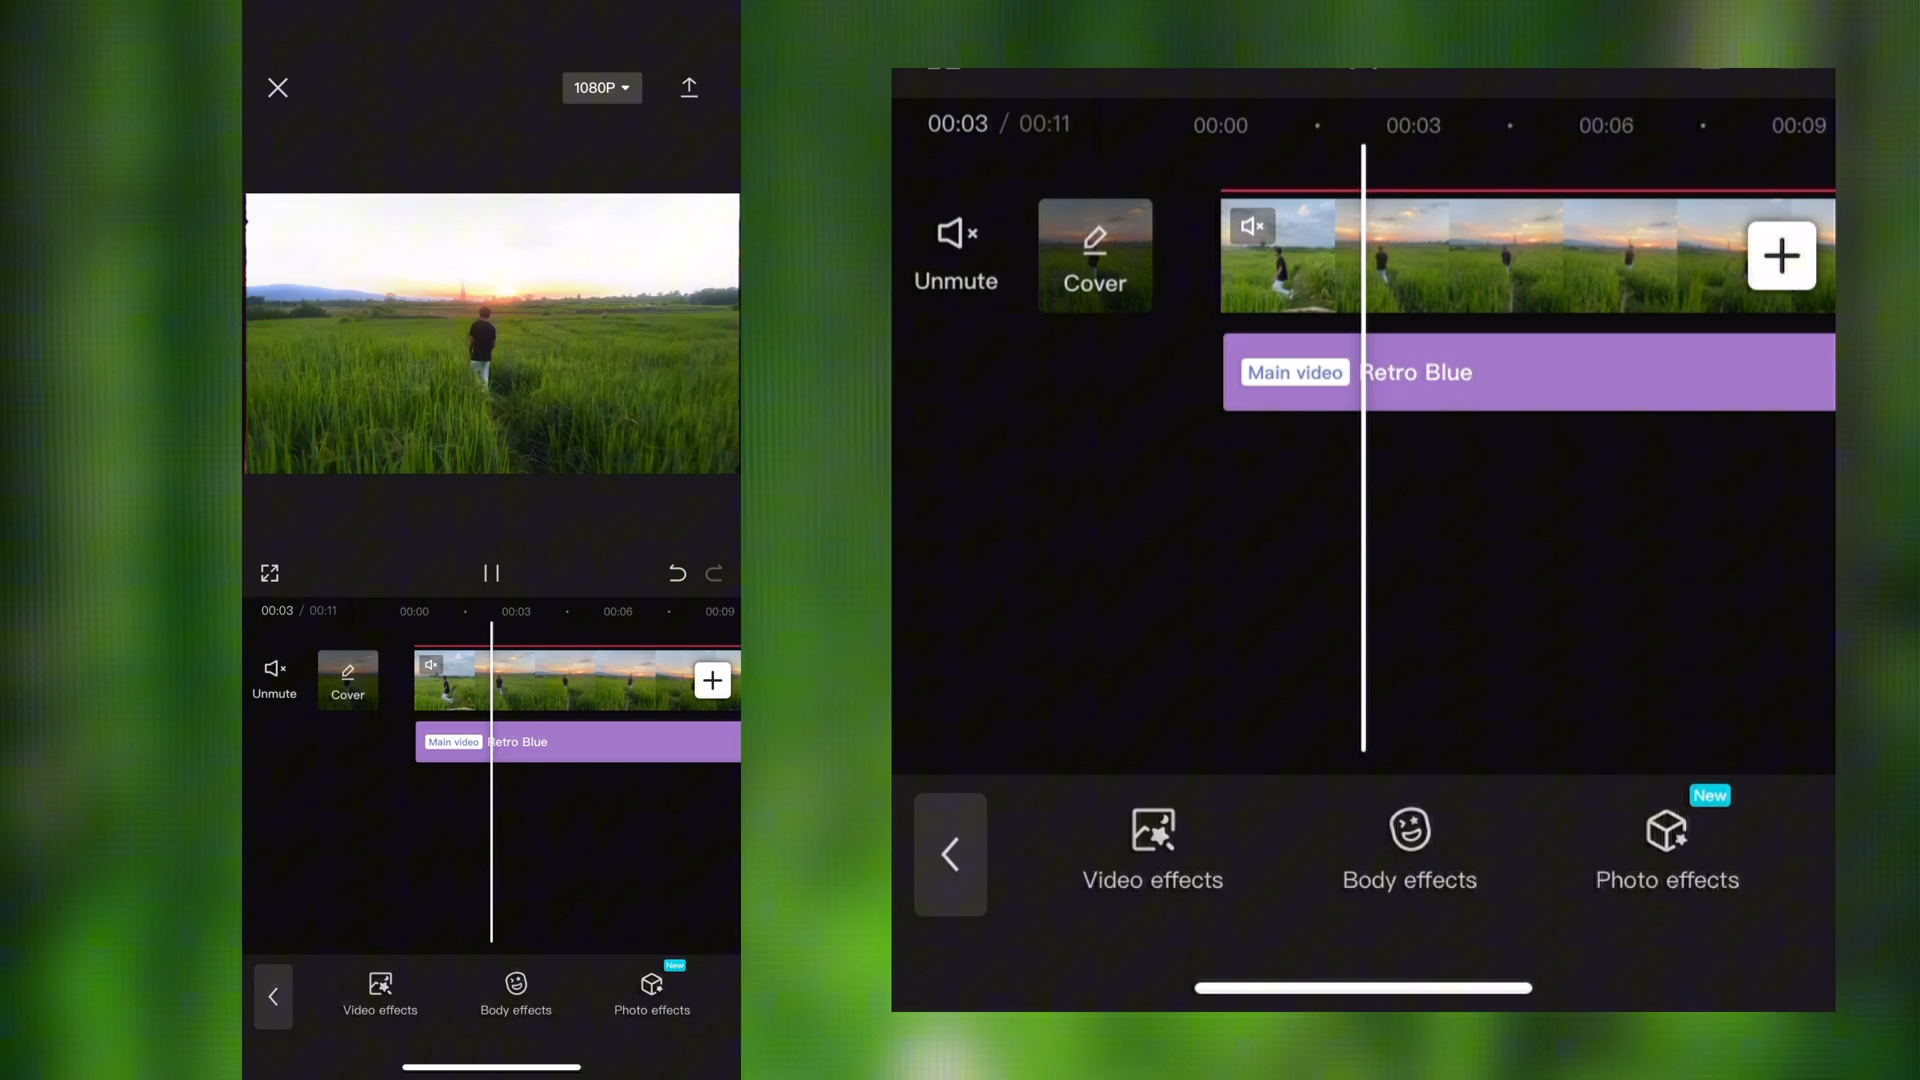 1080P
00:03 / 00:11
00:00
00:03
00:06
00:09
Unmute
Cover
Main video
Retro Blue
New
Video effects
Body effects
Photo effects
00:03 / 00:11
00:00
00:03
00:06
00:09
Unmute
Cover
Main video
Retro Blue
New
Video effects
Body effects
Photo effects